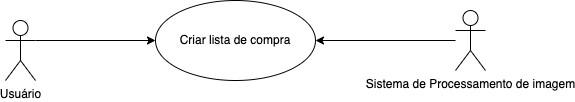 Criar lista de compra
Usuário
Sistema de Processamento de imagem